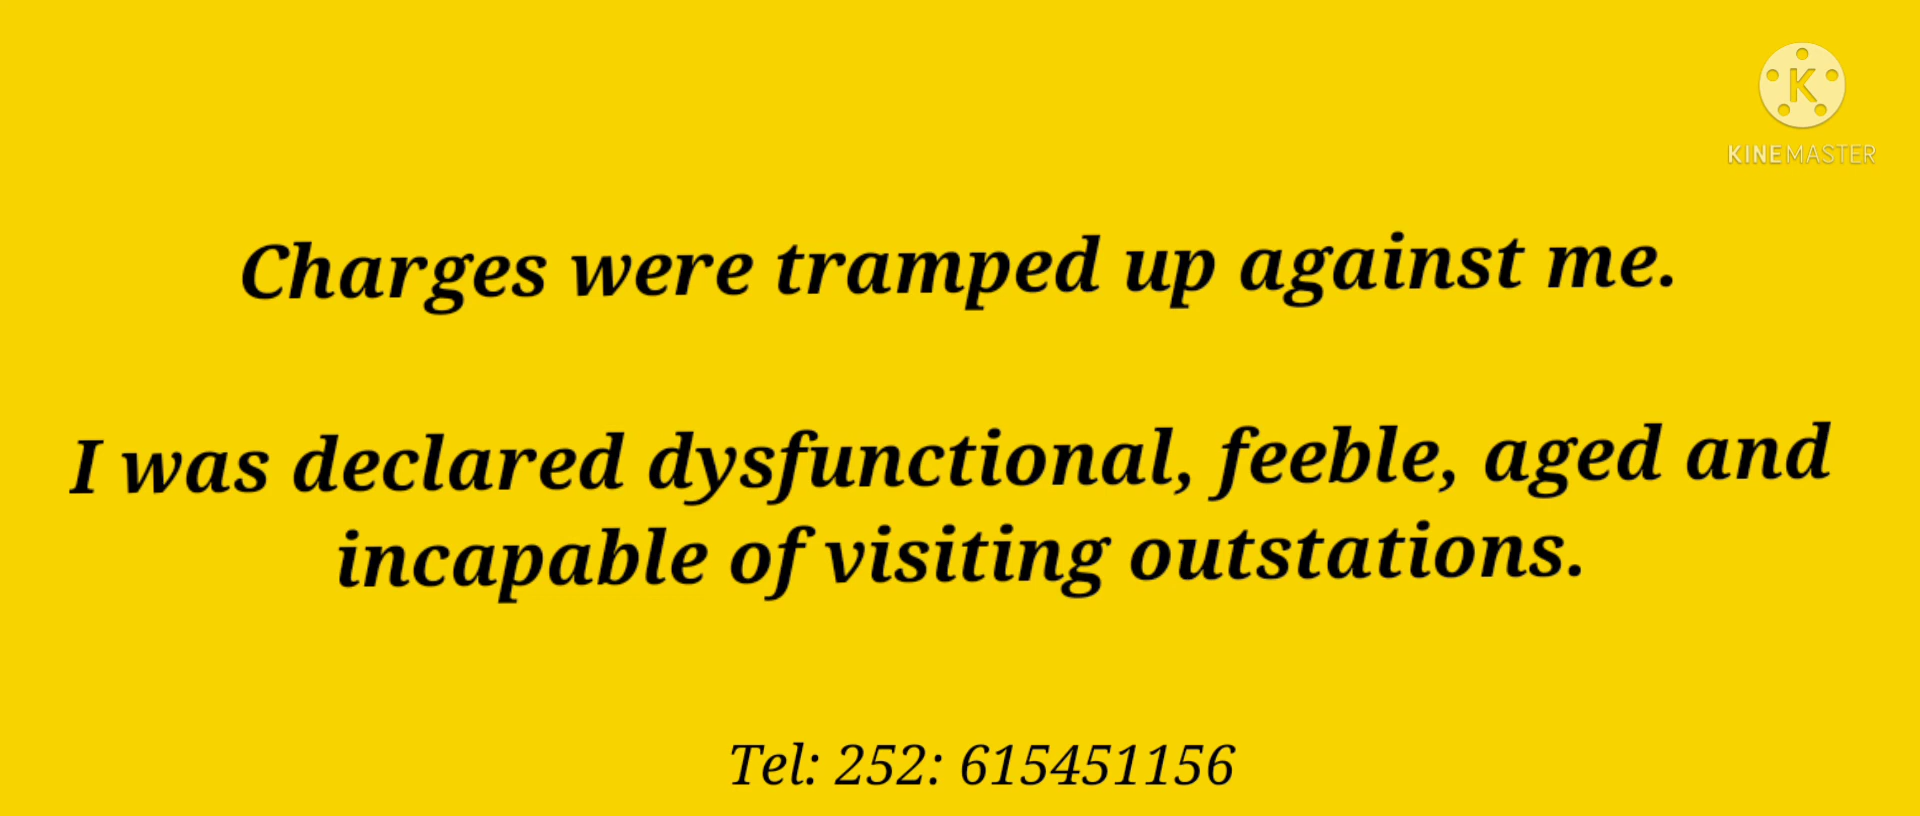 KINEMASTER
Charges were tramped up against me.
I was declared dysfunctional, feeble, aged and
incapable of visiting outstations.
Tel: 252: 615451156